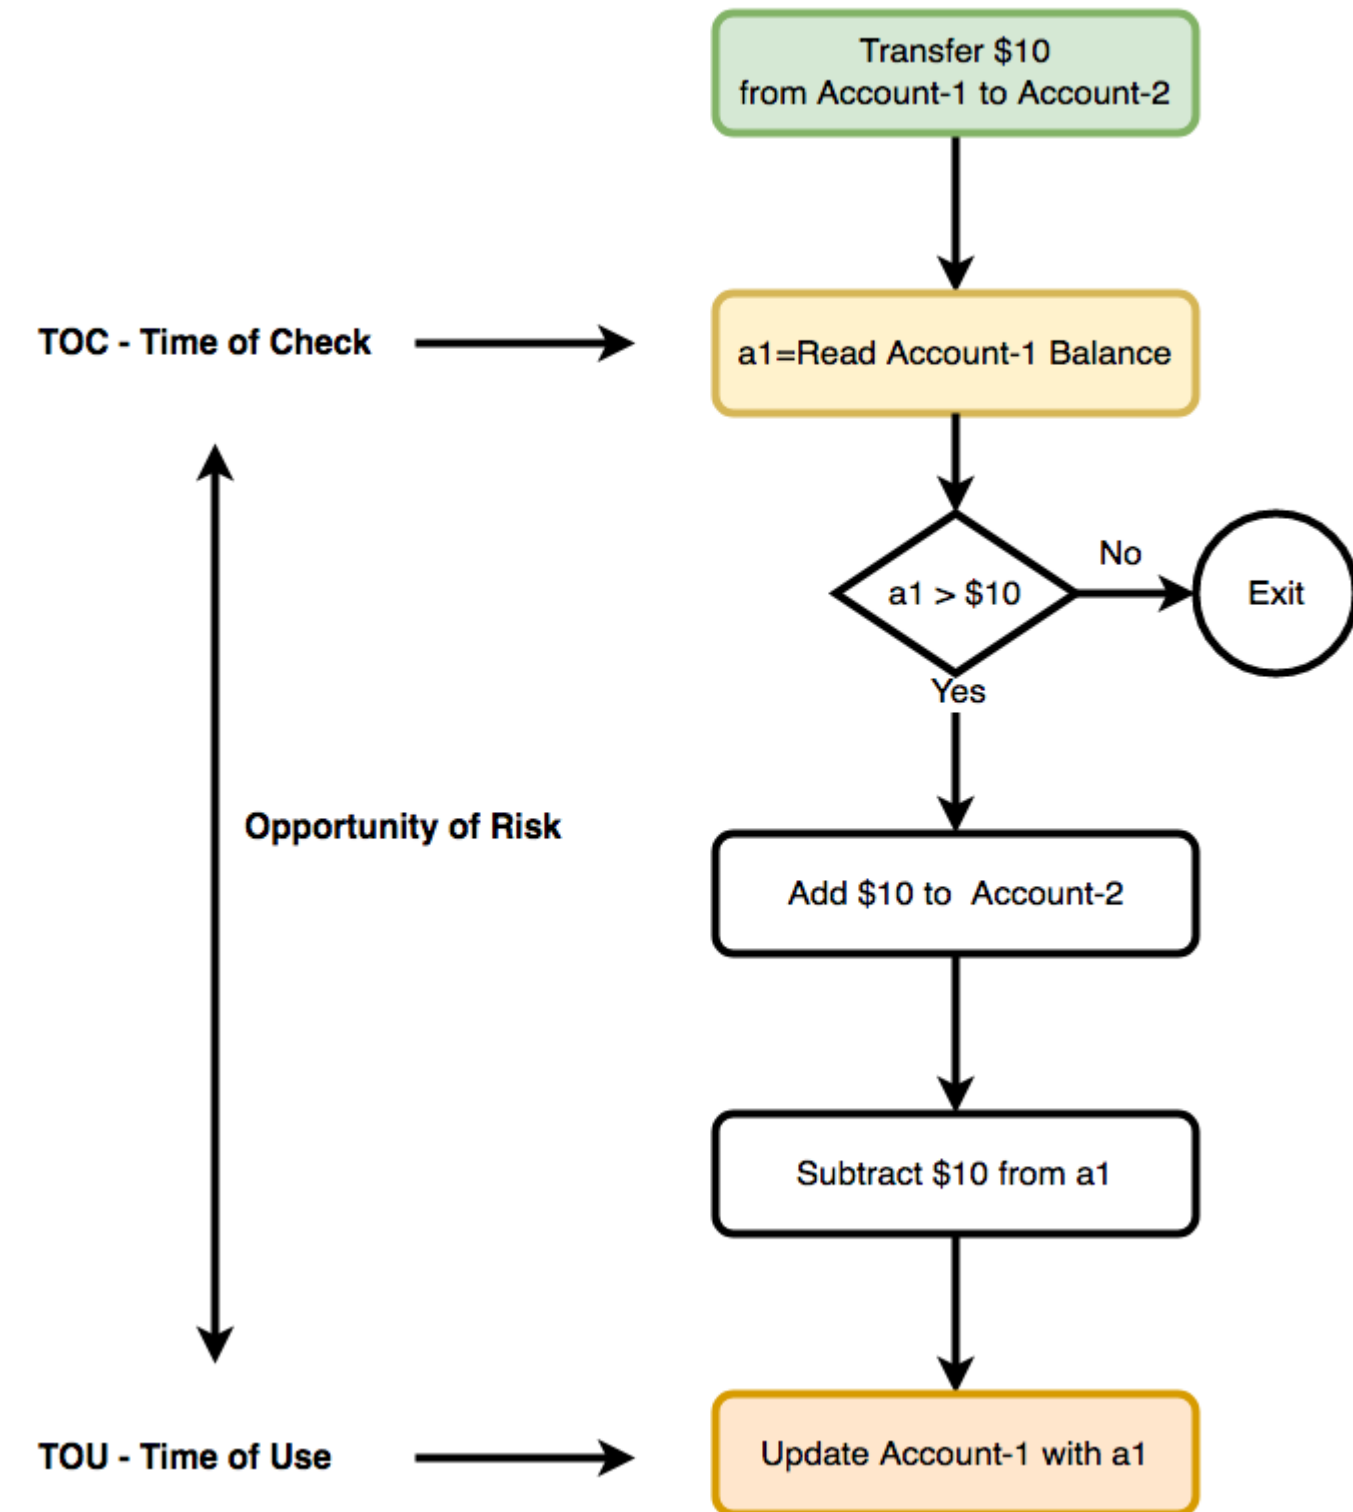 Transfer $10
from Account-1 to Account-2
TOC - Time of Check
a1=Read Account-1 Balance
a1 > $10
No
Exit
Yes
Opportunity of Risk
Add $10 to  Account-2
Subtract $10 from a1
TOU - Time of Use
Update Account-1 with a1